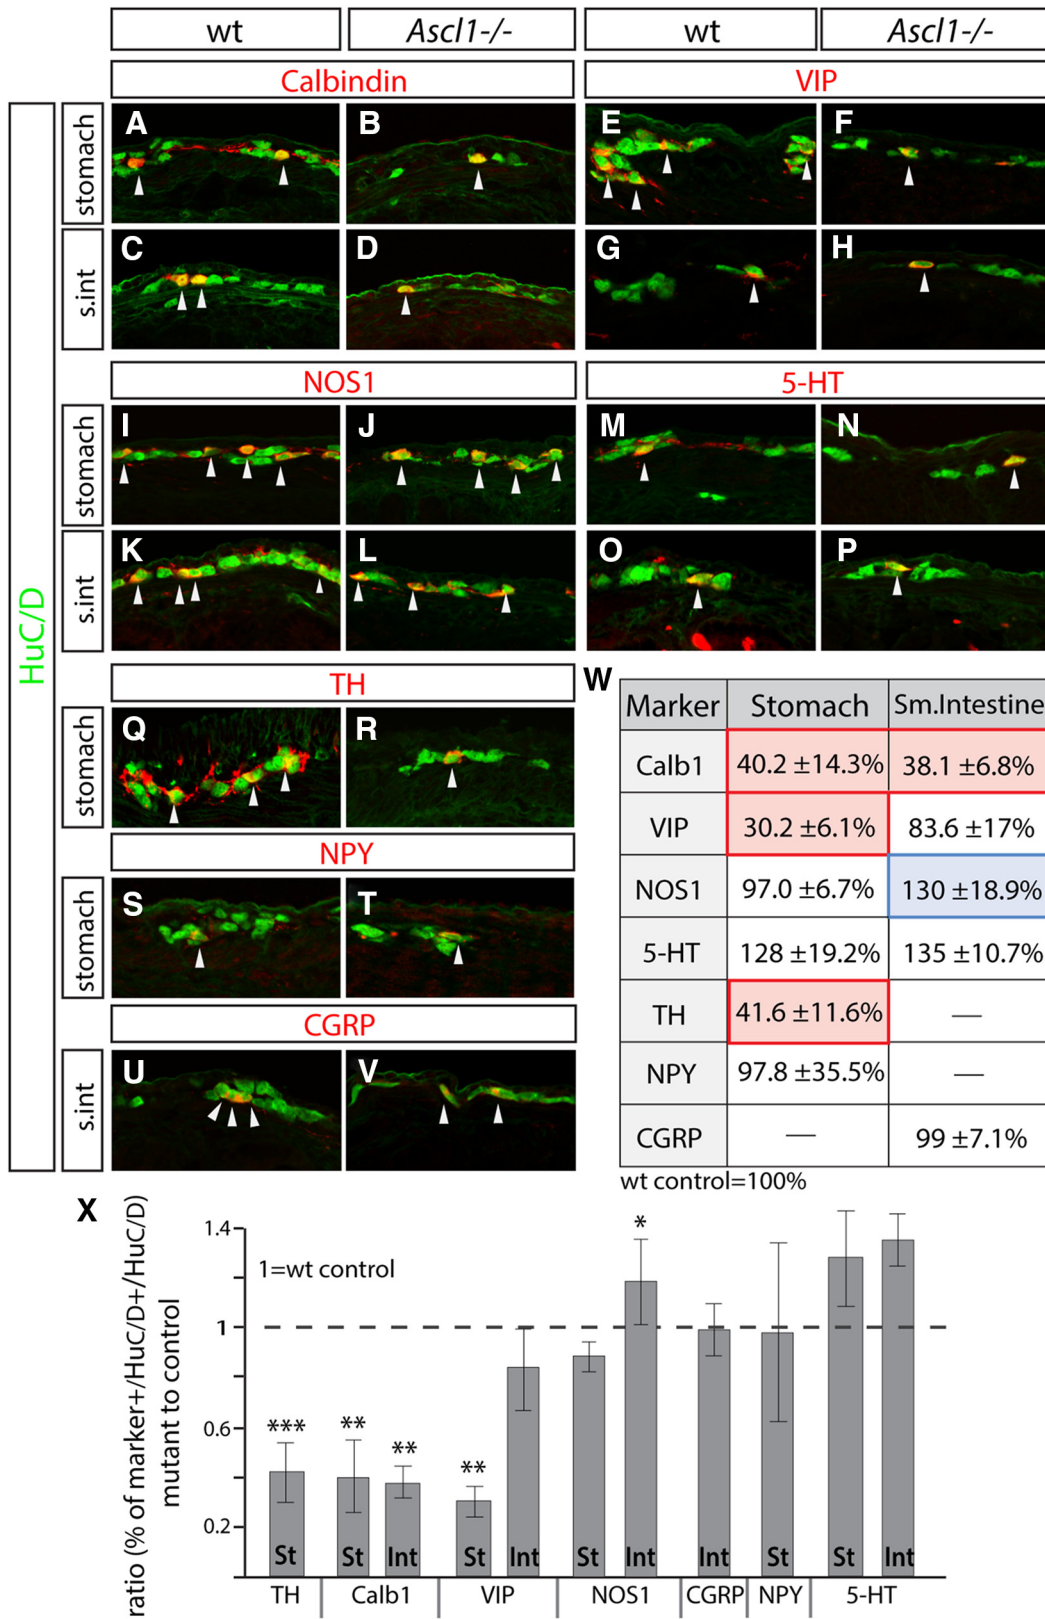 wt Ascl1-/- wt Ascl1-/-
Calbindin VIP
HuC/D
stomach A B E F
s.int C D G H
NOS1 5-HT
stomach I J M N
s.int K L O P
TH
stomach Q R
NPY
stomach S T
CGRP
s.int U V
W
Marker Stomach Sm.Intestine
Calb1 40.2 ±14.3% 38.1 ±6.8%
VIP 30.2 ±6.1% 83.6 ±17%
NOS1 97.0 ±6.7% 130 ±18.9%
5-HT 128 ±19.2% 135 ±10.7%
TH 41.6 ±11.6% —
NPY 97.8 ±35.5% —
CGRP — 99 ±7.1%
wt control=100%
X
ratio (% of marker+/HuC/D+/HuC/D)
mutant to control
1.4
1
0.6
0.2
1=wt control
*** ** ** ** *
St St Int St Int St Int Int St St Int
TH Calb1 VIP NOS1 CGRP NPY 5-HT